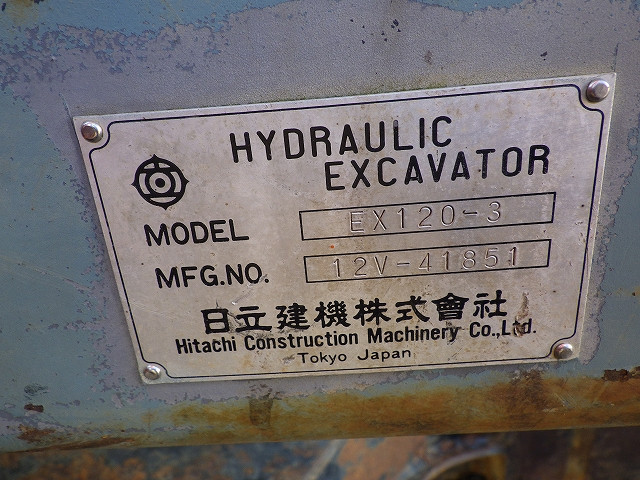 HYDRAULIC
EXCAVATOR
MODEL EX120-3
MFG.NO. 12V-41851
日立建機株式會社
Hitachi Construction Machinery Co.,Ltd.
Tokyo Japan